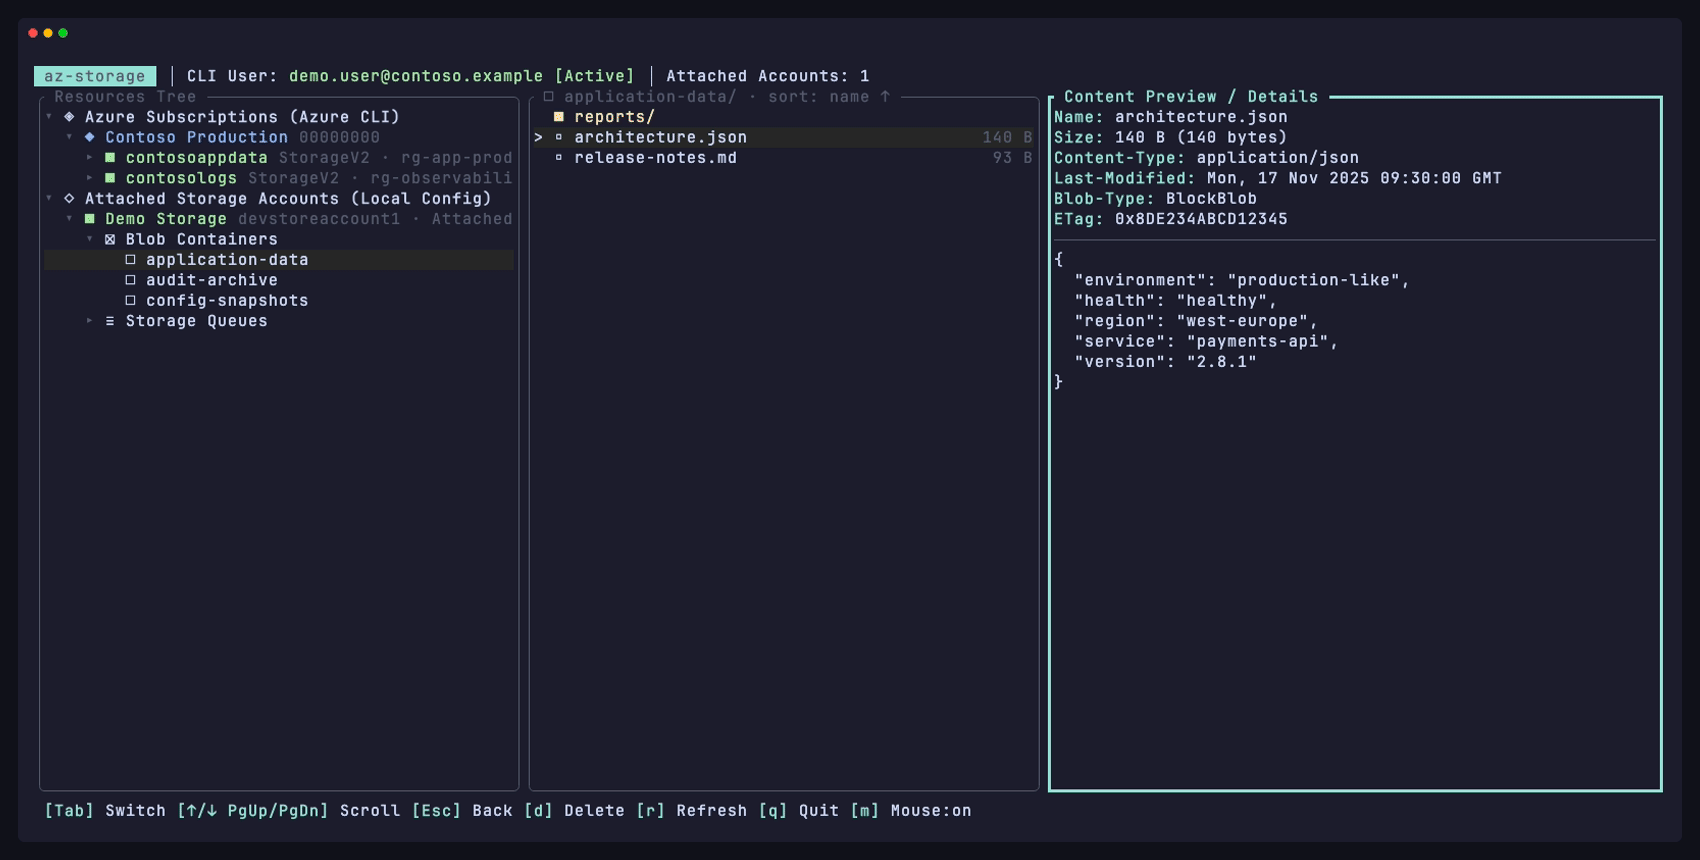 az-storage │ CLI User: demo.user@contoso.example [Active] │ Attached Accounts: 1
Resources Tree
▾ ◈ Azure Subscriptions (Azure CLI)
▾ ◆ Contoso Production 00000000
▸ ■ contosoappdata StorageV2 · rg-app-prod
▸ ■ contosologs StorageV2 · rg-observabili
▾ ◇ Attached Storage Accounts (Local Config)
▾ ■ Demo Storage devstoreaccount1 · Attached
▾ ⊠ Blob Containers
□ application-data
□ audit-archive
□ config-snapshots
▸ ≡ Storage Queues
□ application-data/ · sort: name ↑
■ reports/
> ▫ architecture.json 140 B
▫ release-notes.md 93 B
Content Preview / Details
Name: architecture.json
Size: 140 B (140 bytes)
Content-Type: application/json
Last-Modified: Mon, 17 Nov 2025 09:30:00 GMT
Blob-Type: BlockBlob
ETag: 0x8DE234ABCD12345
{
  "environment": "production-like",
  "health": "healthy",
  "region": "west-europe",
  "service": "payments-api",
  "version": "2.8.1"
}
[Tab] Switch [↑/↓ PgUp/PgDn] Scroll [Esc] Back [d] Delete [r] Refresh [q] Quit [m] Mouse:on